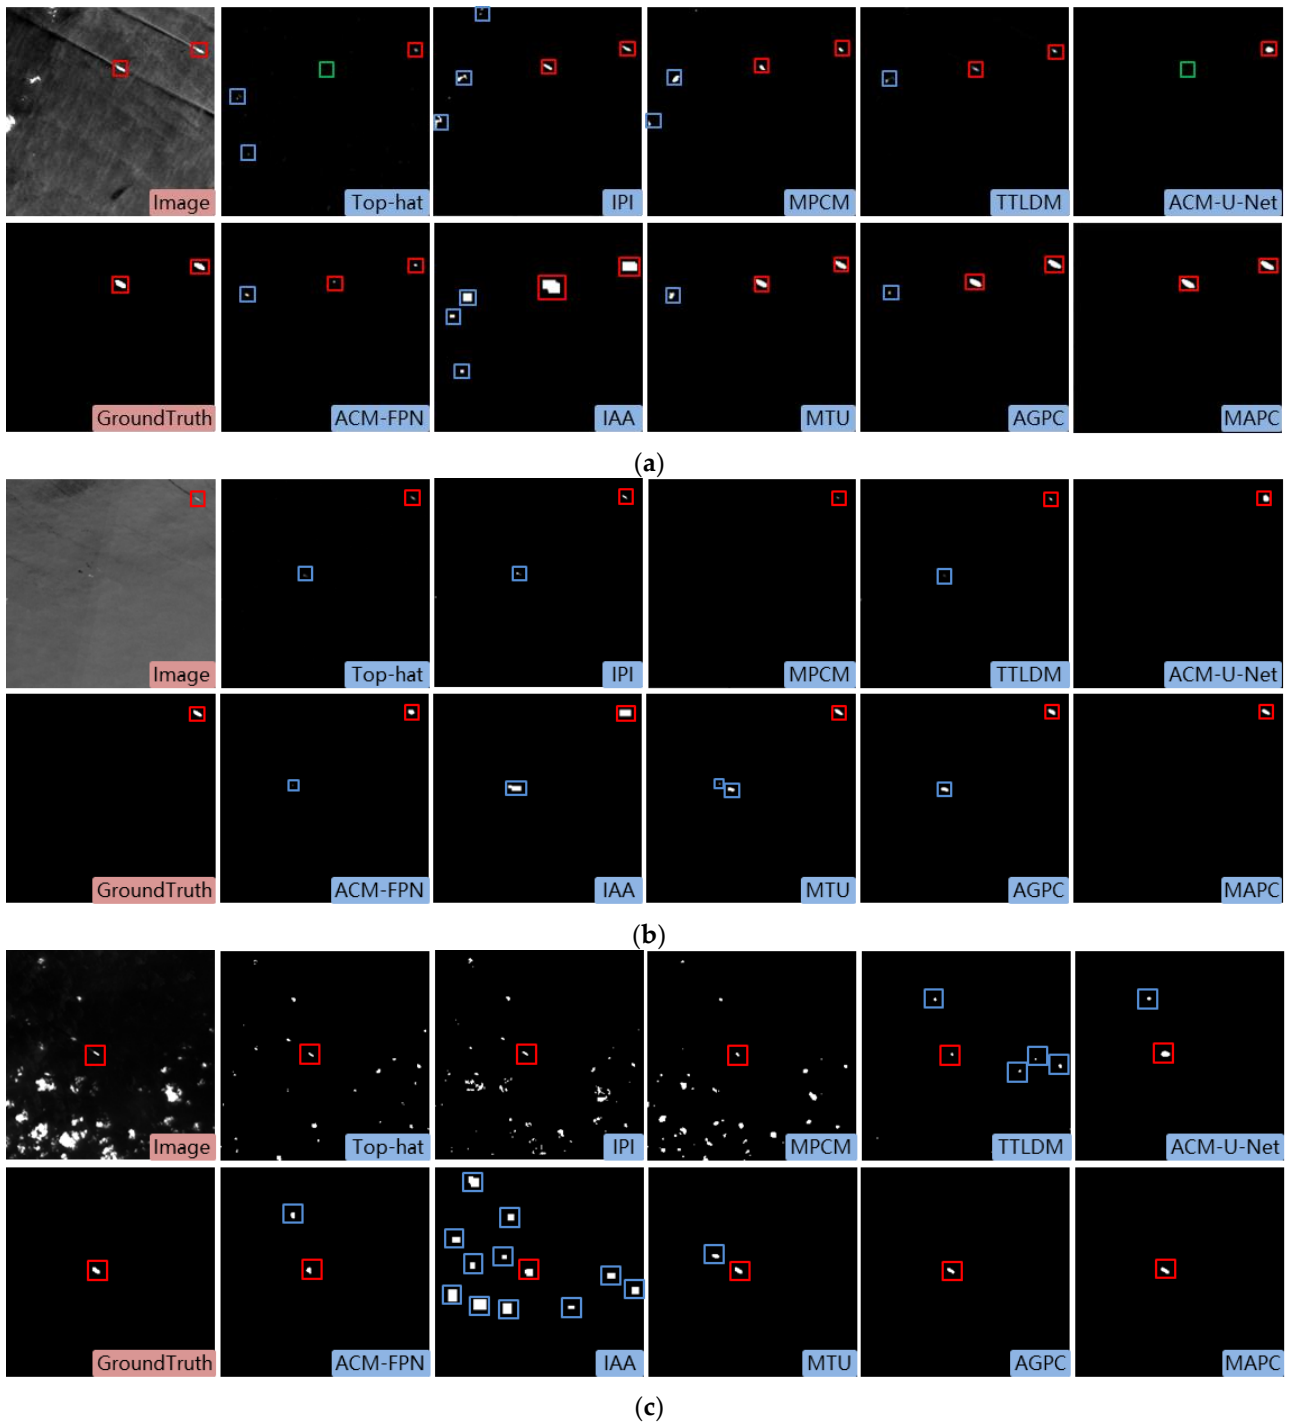 Image Top-hat IPI MPCM TTLDM ACM-U-Net
GroundTruth ACM-FPN IAA MTU AGPC MAPC
(a)
Image Top-hat IPI MPCM TTLDM ACM-U-Net
GroundTruth ACM-FPN IAA MTU AGPC MAPC
(b)
Image Top-hat IPI MPCM TTLDM ACM-U-Net
GroundTruth ACM-FPN IAA MTU AGPC MAPC
(c)